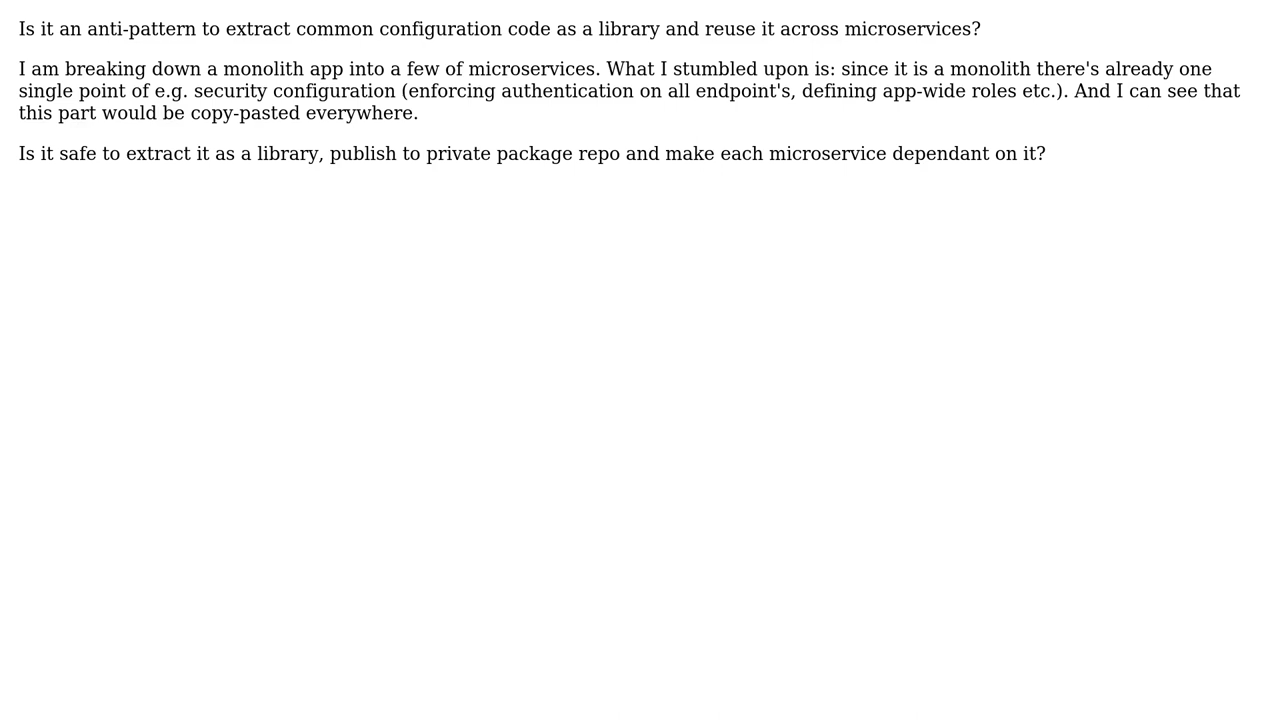 Is it an anti-pattern to extract common configuration code as a library and reuse it across microservices?
I am breaking down a monolith app into a few of microservices. What I stumbled upon is: since it is a monolith there's already one
single point of e.g. security configuration (enforcing authentication on all endpoint's, defining app-wide roles etc.). And I can see that
this part would be copy-pasted everywhere.
Is it safe to extract it as a library, publish to private package repo and make each microservice dependant on it?